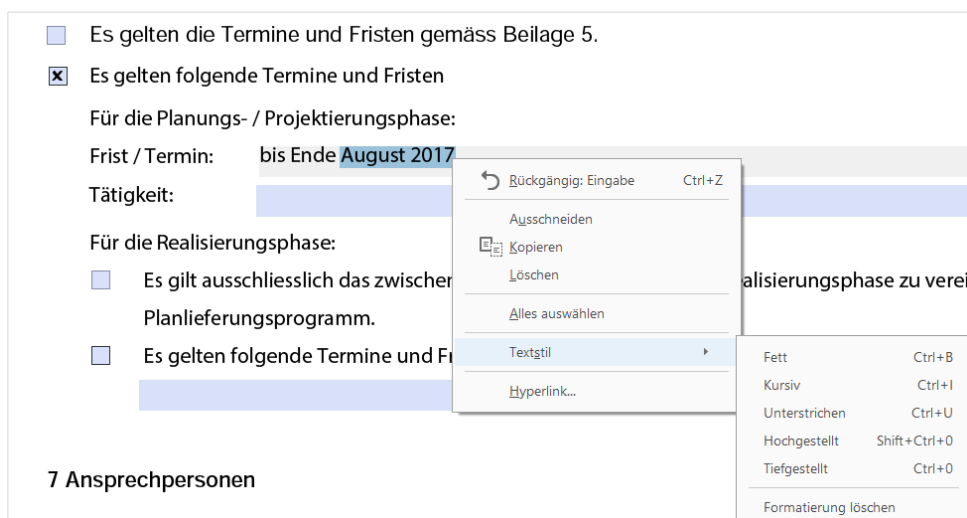 Es gelten die Termine und Fristen gemäss Beilage 5.
Es gelten folgende Termine und Fristen
Für die Planungs- / Projektierungsphase:
Frist / Termin: bis Ende August 2017
Tätigkeit:
Für die Realisierungsphase:
Es gilt ausschliesslich das zwischen
alisierungsphase zu verei
Planlieferungsprogramm.
Es gelten folgende Termine und Fr
7 Ansprechpersonen
Rückgängig: Eingabe Ctrl+Z
Ausschneiden
Kopieren
Löschen
Alles auswählen
Textstil
Hyperlink...
Fett Ctrl+B
Kursiv Ctrl+I
Unterstrichen Ctrl+U
Hochgestellt Shift+Ctrl+0
Tiefgestellt Ctrl+0
Formatierung löschen